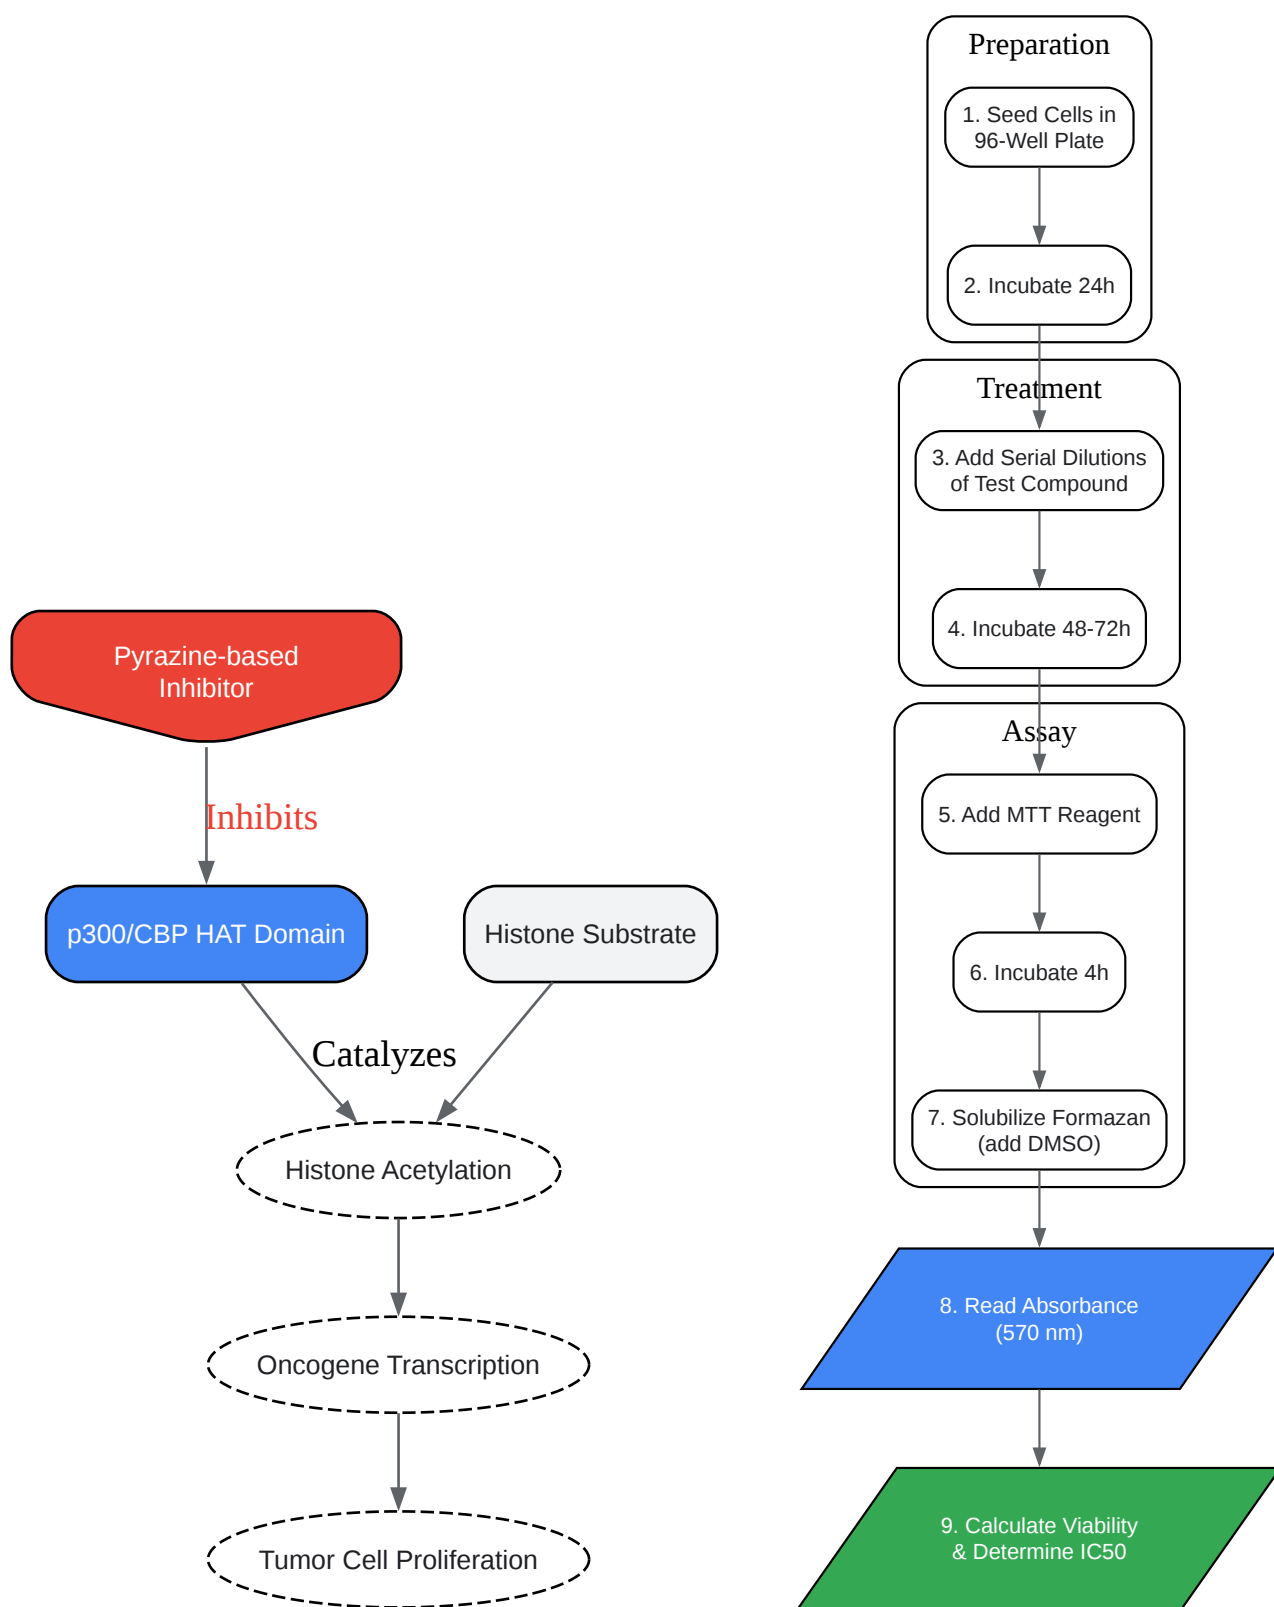 Pyrazine-based
Inhibitor
Inhibits
p300/CBP HAT Domain
Histone Substrate
Catalyzes
Histone Acetylation
Oncogene Transcription
Tumor Cell Proliferation
Preparation
1. Seed Cells in
96-Well Plate
2. Incubate 24h
Treatment
3. Add Serial Dilutions
of Test Compound
4. Incubate 48-72h
Assay
5. Add MTT Reagent
6. Incubate 4h
7. Solubilize Formazan
(add DMSO)
8. Read Absorbance
(570 nm)
9. Calculate Viability
& Determine IC50